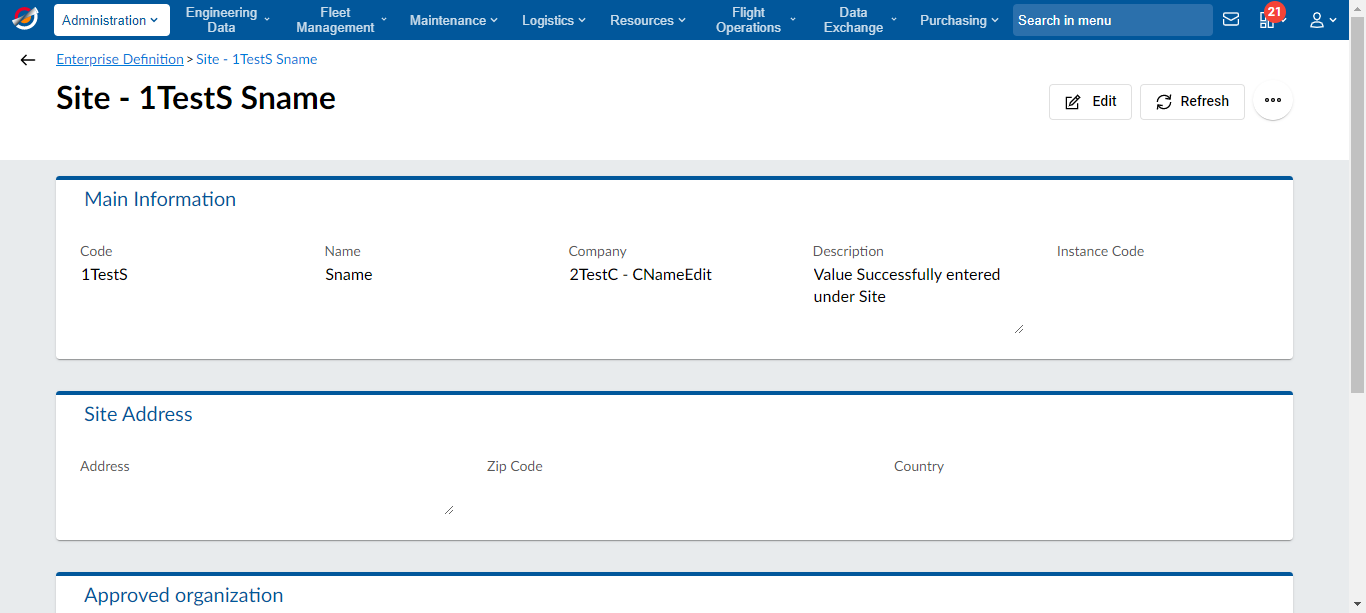 Administration
Engineering
Data
Fleet
Management
Maintenance
Logistics
Resources
Flight
Operations
Data
Exchange
Purchasing
Search in menu
21
Enterprise Definition > Site - 1TestS Sname
Site - 1TestS Sname
Edit
Refresh
Main Information
Code
Name
Company
Description
Instance Code
1TestS
Sname
2TestC - CNameEdit
Value Successfully entered
under Site
Site Address
Address
Zip Code
Country
Approved organization